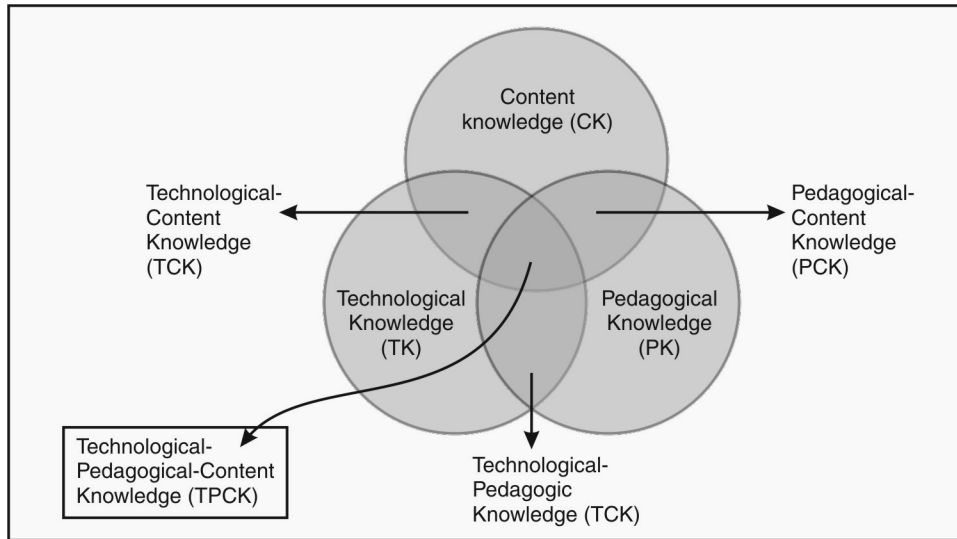 Content
knowledge (CK)
Technological-
Content
Knowledge
(TCK)
Pedagogical-
Content
Knowledge
(PCK)
Technological
Knowledge
(TK)
Pedagogical
Knowledge
(PK)
Technological-
Pedagogical-Content
Knowledge (TPCK)
Technological-
Pedagogic
Knowledge (TCK)